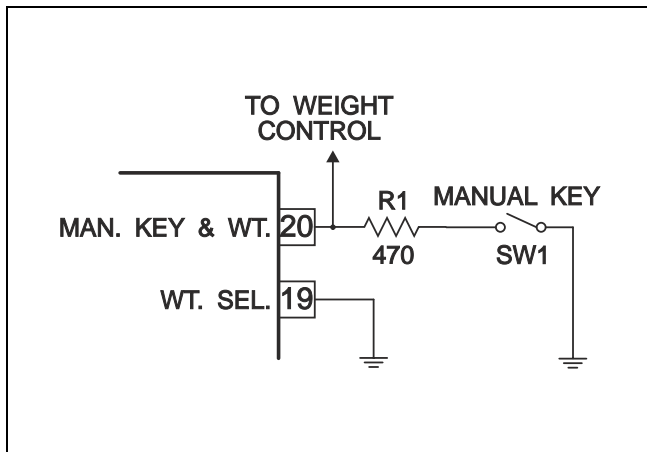 TO WEIGHT
CONTROL
R1
MANUAL KEY
MAN. KEY & WT. 20
470
SW1
WT. SEL. 19